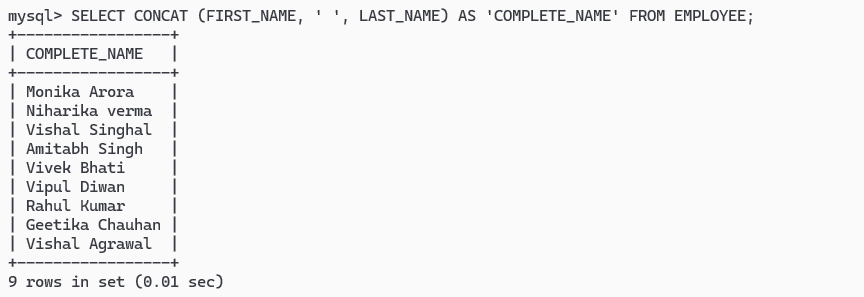 mysql> SELECT CONCAT (FIRST_NAME, ' ', LAST_NAME) AS 'COMPLETE_NAME' FROM EMPLOYEE;
+-----------------+
| COMPLETE_NAME   |
+-----------------+
| Monika Arora    |
| Niharika verma  |
| Vishal Singhal  |
| Amitabh Singh   |
| Vivek Bhati     |
| Vipul Diwan     |
| Rahul Kumar     |
| Geetika Chauhan |
| Vishal Agrawal  |
+-----------------+
9 rows in set (0.01 sec)